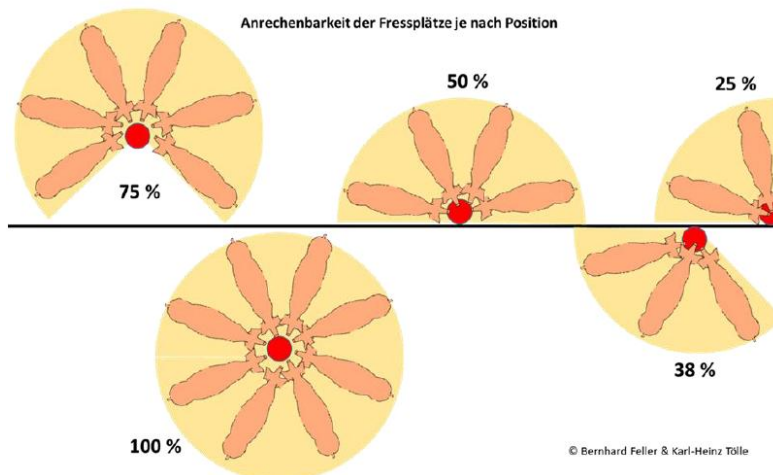 Anrechenbarkeit der Fressplätze je nach Position
50 %
25 %
75 %
38 %
100 %
© Bernhard Feller & Karl-Heinz Tölle